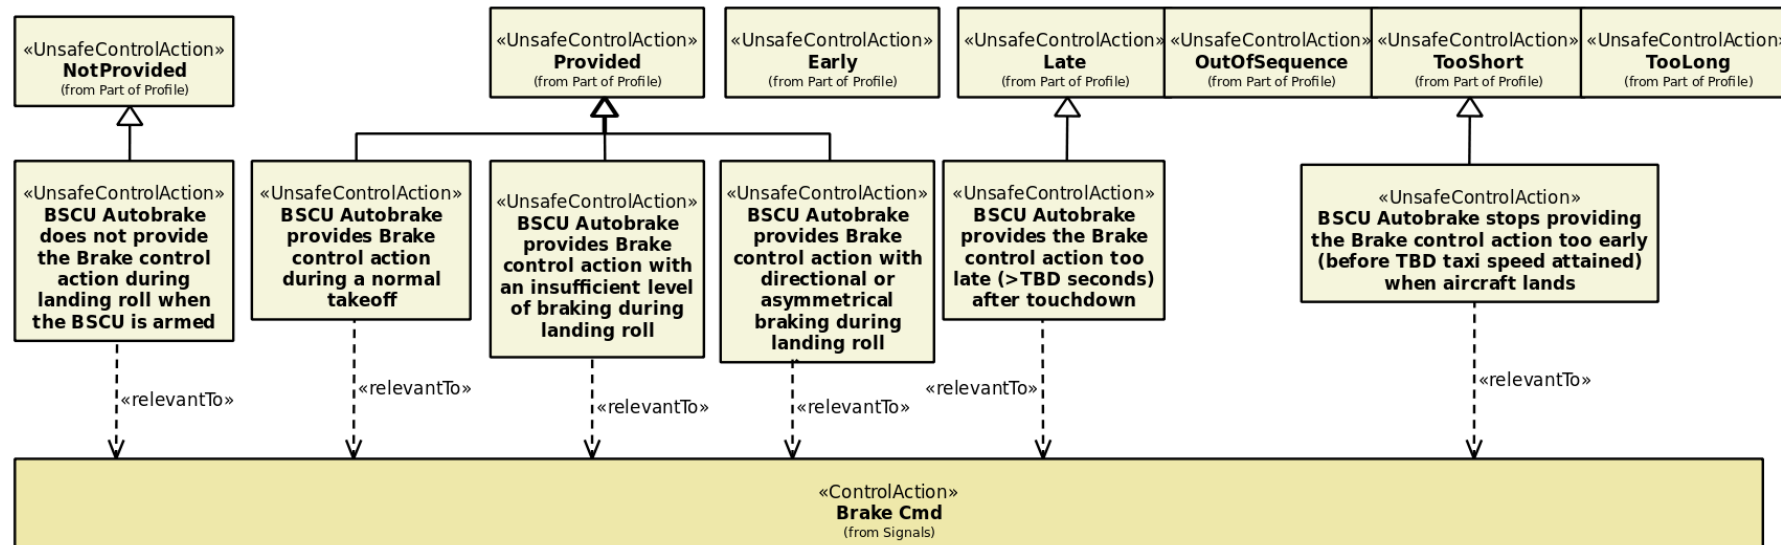 «UnsafeControlAction»
NotProvided
(from Part of Profile)
«UnsafeControlAction»
Provided
(from Part of Profile)
«UnsafeControlAction»
Early
(from Part of Profile)
«UnsafeControlAction»
Late
(from Part of Profile)
«UnsafeControlAction»
OutOfSequence
(from Part of Profile)
«UnsafeControlAction»
TooShort
(from Part of Profile)
«UnsafeControlAction»
TooLong
(from Part of Profile)
«UnsafeControlAction»
BSCU Autobrake
does not provide
the Brake control
action during
landing roll when
the BSCU is armed
«UnsafeControlAction»
BSCU Autobrake
provides Brake
control action
during a normal
takeoff
«UnsafeControlAction»
BSCU Autobrake
provides Brake
control action with
an insufficient level
of braking during
landing roll
«UnsafeControlAction»
BSCU Autobrake
provides Brake
control action with
directional or
asymmetrical
braking during
landing roll
«UnsafeControlAction»
BSCU Autobrake
provides the Brake
control action too
late (>TBD seconds)
after touchdown
«UnsafeControlAction»
BSCU Autobrake stops providing
the Brake control action too early
(before TBD taxi speed attained)
when aircraft lands
«relevantTo»
«relevantTo»
«relevantTo»
«relevantTo»
«relevantTo»
«relevantTo»
«ControlAction»
Brake Cmd
(from Signals)